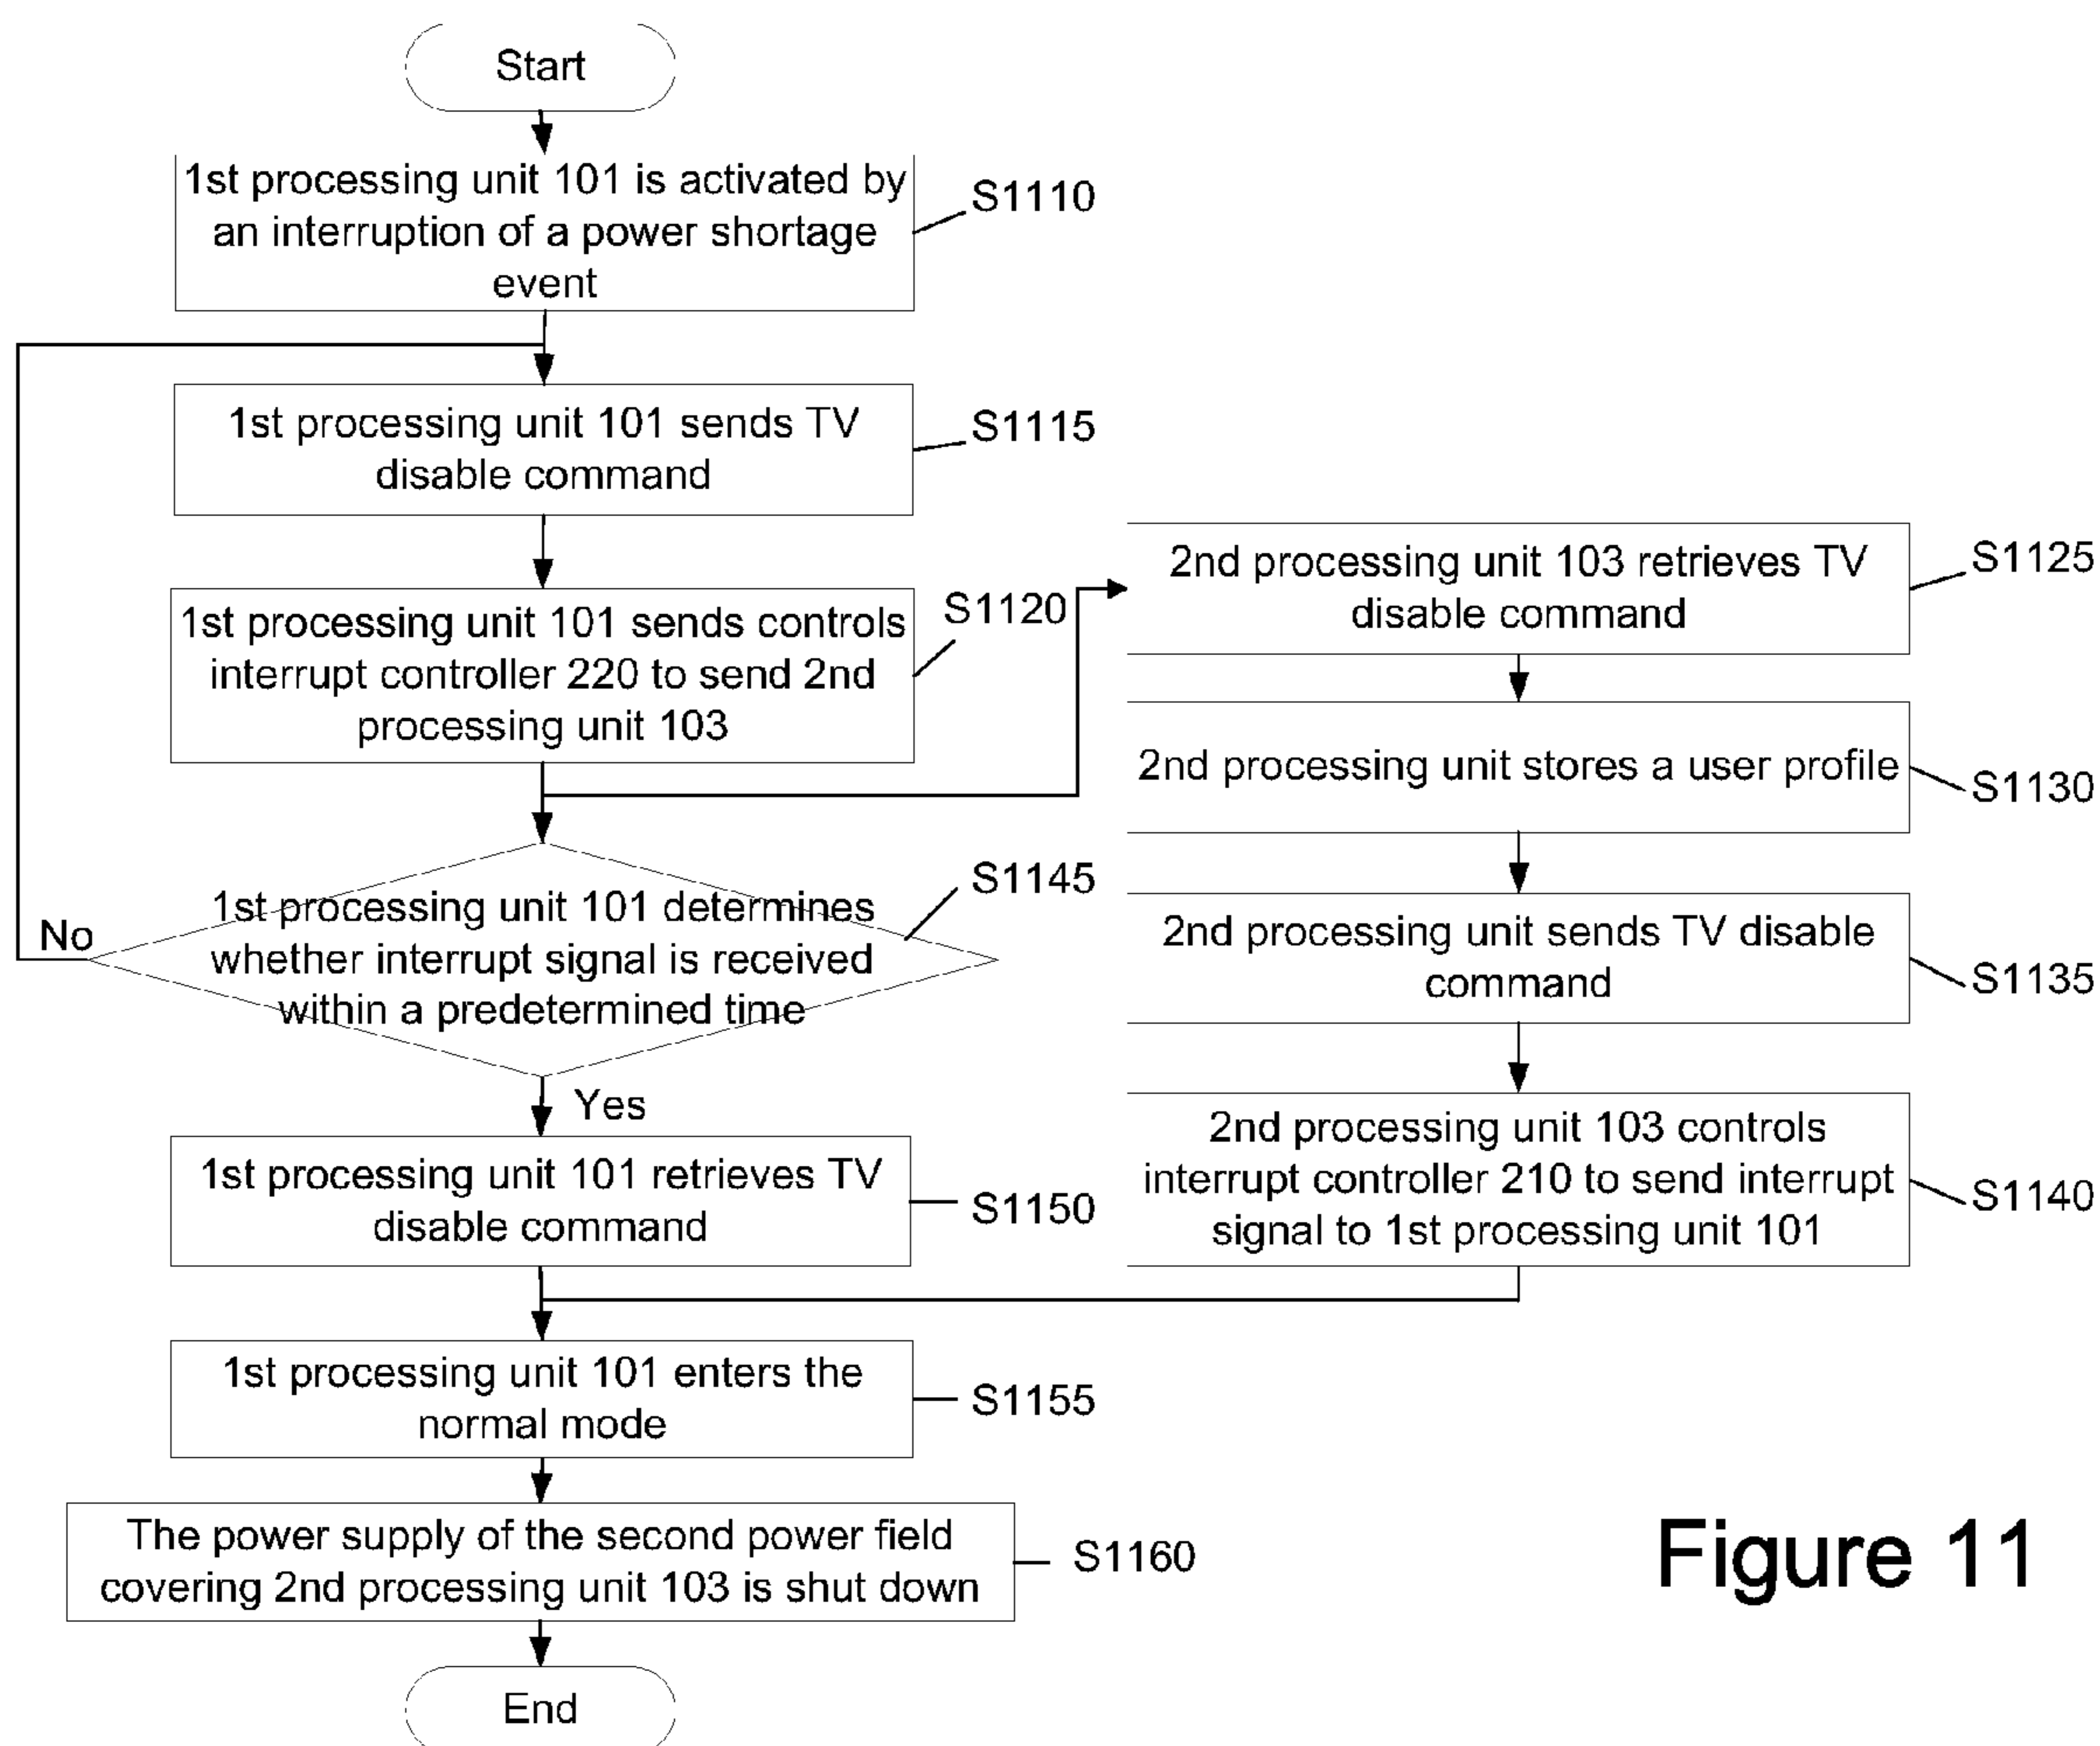 Start
1st processing unit 101 is activated by
an interruption of a power shortage
event
S1110
1st processing unit 101 sends TV
disable command
S1115
1st processing unit 101 sends controls
interrupt controller 220 to send 2nd
processing unit 103
S1120
2nd processing unit 103 retrieves TV
disable command
S1125
2nd processing unit stores a user profile
S1130
2nd processing unit sends TV disable
command
S1135
2nd processing unit 103 controls
interrupt controller 210 to send interrupt
signal to 1st processing unit 101
S1140
1st processing unit 101 determines
whether interrupt signal is received
within a predetermined time
S1145
No
Yes
1st processing unit 101 retrieves TV
disable command
S1150
1st processing unit 101 enters the
normal mode
S1155
The power supply of the second power field
covering 2nd processing unit 103 is shut down
S1160
End
Figure 11